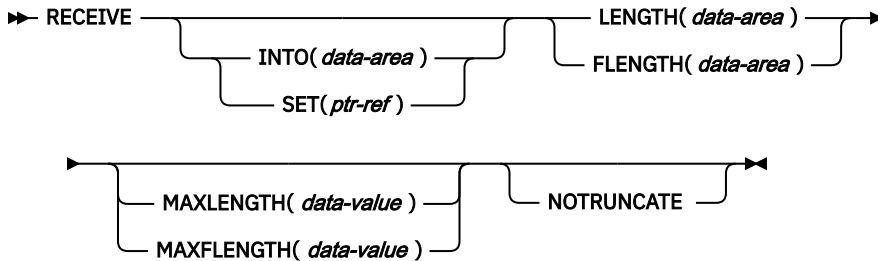 RECEIVE
INTO( data-area )
SET( ptr-ref )
LENGTH( data-area )
FLENGTH( data-area )
MAXLENGTH( data-value )
MAXFLENGTH( data-value )
NOTRUNCATE